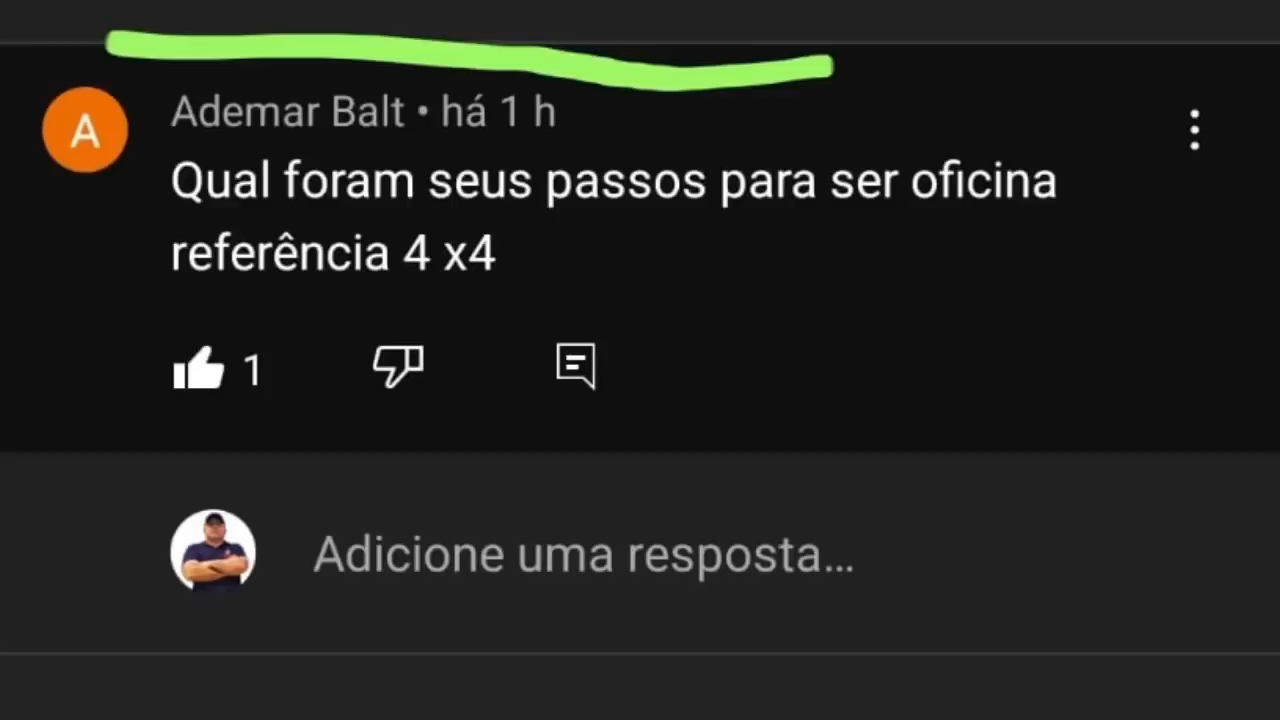 A
Ademar Balt • há 1 h
Qual foram seus passos para ser oficina
referência 4 x4
1
Adicione uma resposta...